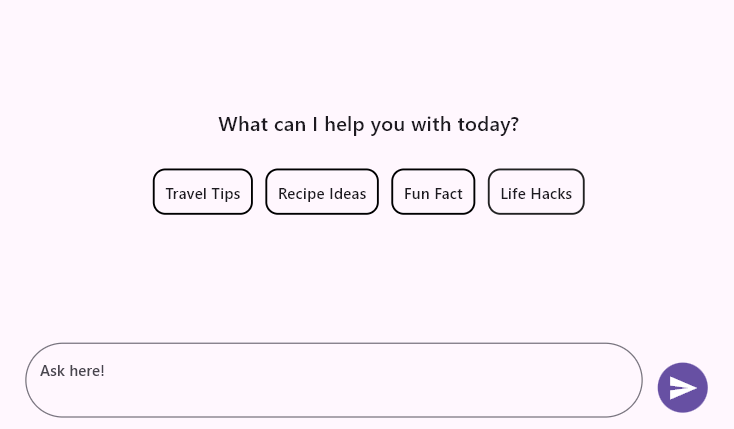 What can I help you with today?
Travel Tips Recipe Ideas Fun Fact Life Hacks
Ask here!